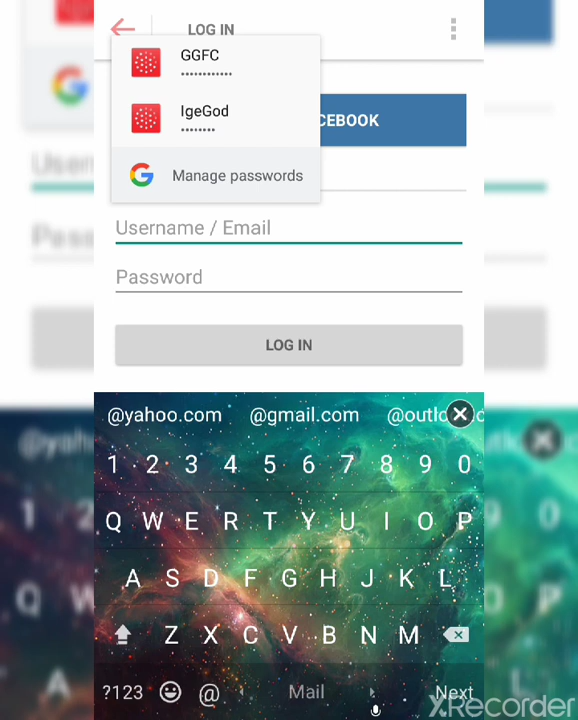 LOG IN
GGFC
••••••••••••
IgeGod
••••••••
CEBOOK
Manage passwords
Username / Email
Password
LOG IN
@yahoo.com @gmail.com @outlo
1 2 3 4 5 6 7 8 9 0
Q W E R T Y U I O P
A S D F G H J K L
Z X C V B N M
?123 @ Mail Next
XRecorder